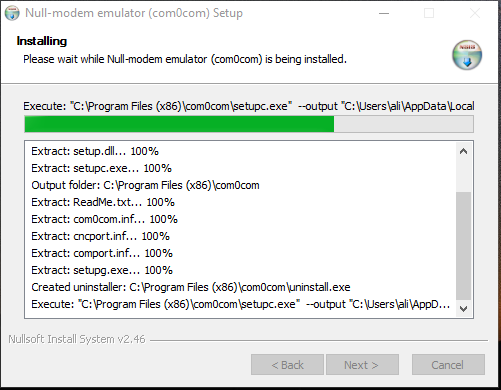 Null-modem emulator (com0com) Setup
Installing
Please wait while Null-modem emulator (com0com) is being installed.
Execute: "C:\Program Files (x86)\com0com\setupc.exe"  --output "C:\Users\ali\AppData\Local
Extract: setup.dll... 100%
Extract: setupc.exe... 100%
Output folder: C:\Program Files (x86)\com0com
Extract: ReadMe.txt... 100%
Extract: com0com.inf... 100%
Extract: cncport.inf... 100%
Extract: comport.inf... 100%
Extract: setupg.exe... 100%
Created uninstaller: C:\Program Files (x86)\com0com\uninstall.exe
Execute: "C:\Program Files (x86)\com0com\setupc.exe"  --output "C:\Users\ali\AppD...
Nullsoft Install System v2.46
< Back
Next >
Cancel